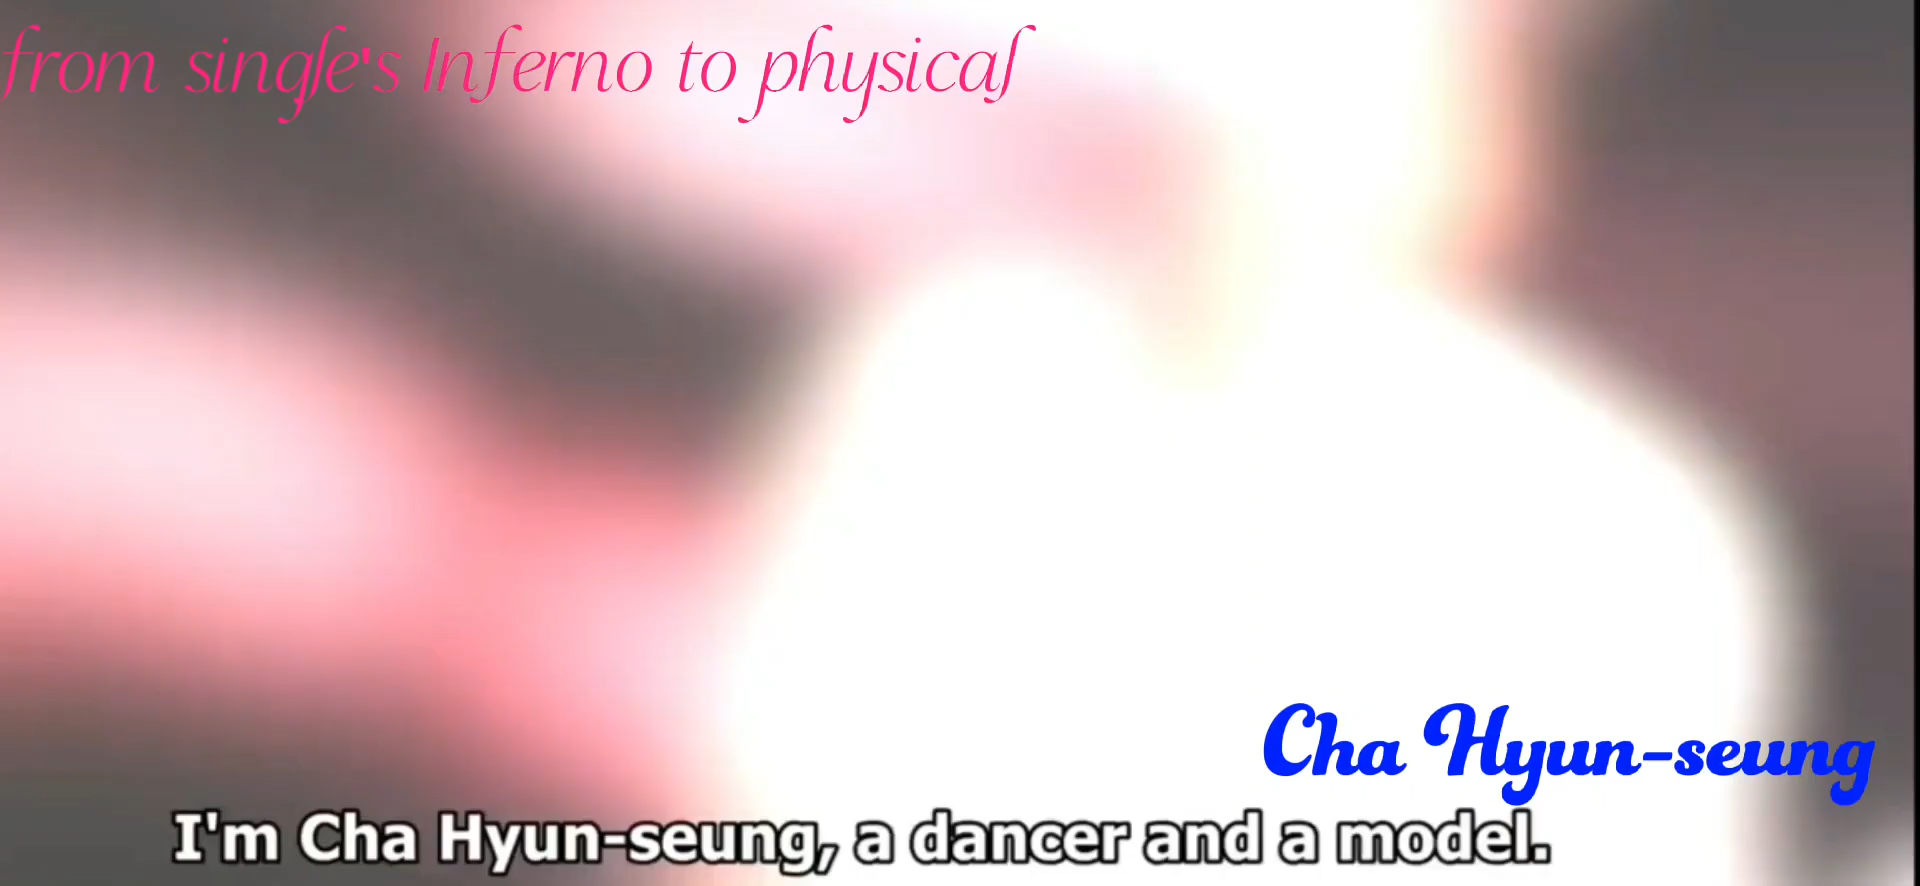 from single's Inferno to physical
Cha Hyun-seung
I'm Cha Hyun-seung, a dancer and a model.